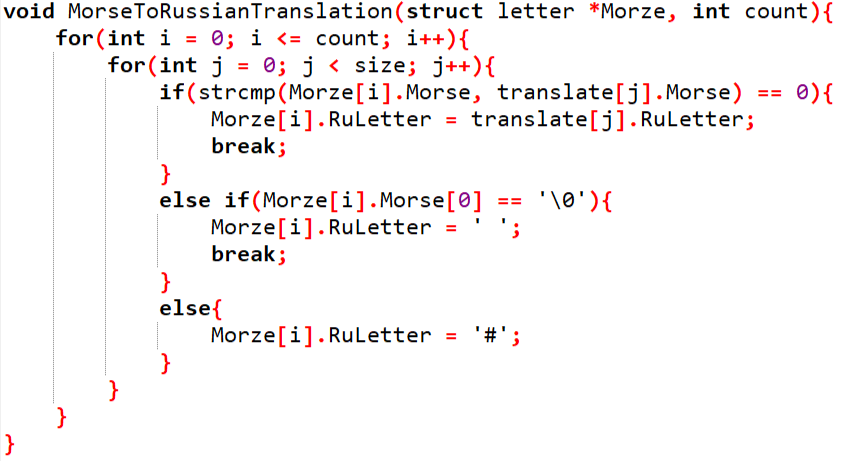 void MorseToRussianTranslation(struct letter *Morze, int count){
    for(int i = 0; i <= count; i++){
        for(int j = 0; j < size; j++){
            if(strcmp(Morze[i].Morse, translate[j].Morse) == 0){
                Morze[i].RuLetter = translate[j].RuLetter;
                break;
            }
            else if(Morze[i].Morse[0] == '\0'){
                Morze[i].RuLetter = ' ';
                break;
            }
            else{
                Morze[i].RuLetter = '#';
            }
        }
    }
}